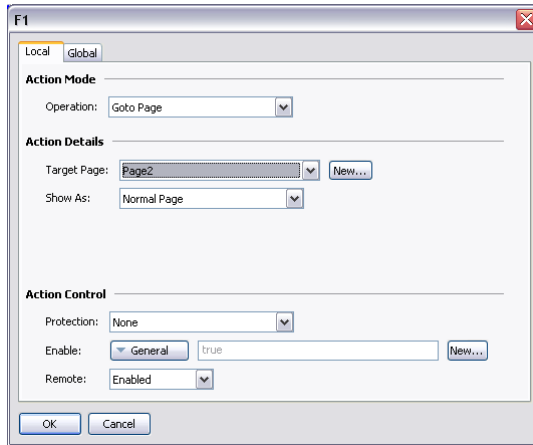 F1
Local Global
Action Mode
Operation: Goto Page
Action Details
Target Page: Page2 New...
Show As: Normal Page
Action Control
Protection: None
Enable: General true New...
Remote: Enabled
OK Cancel